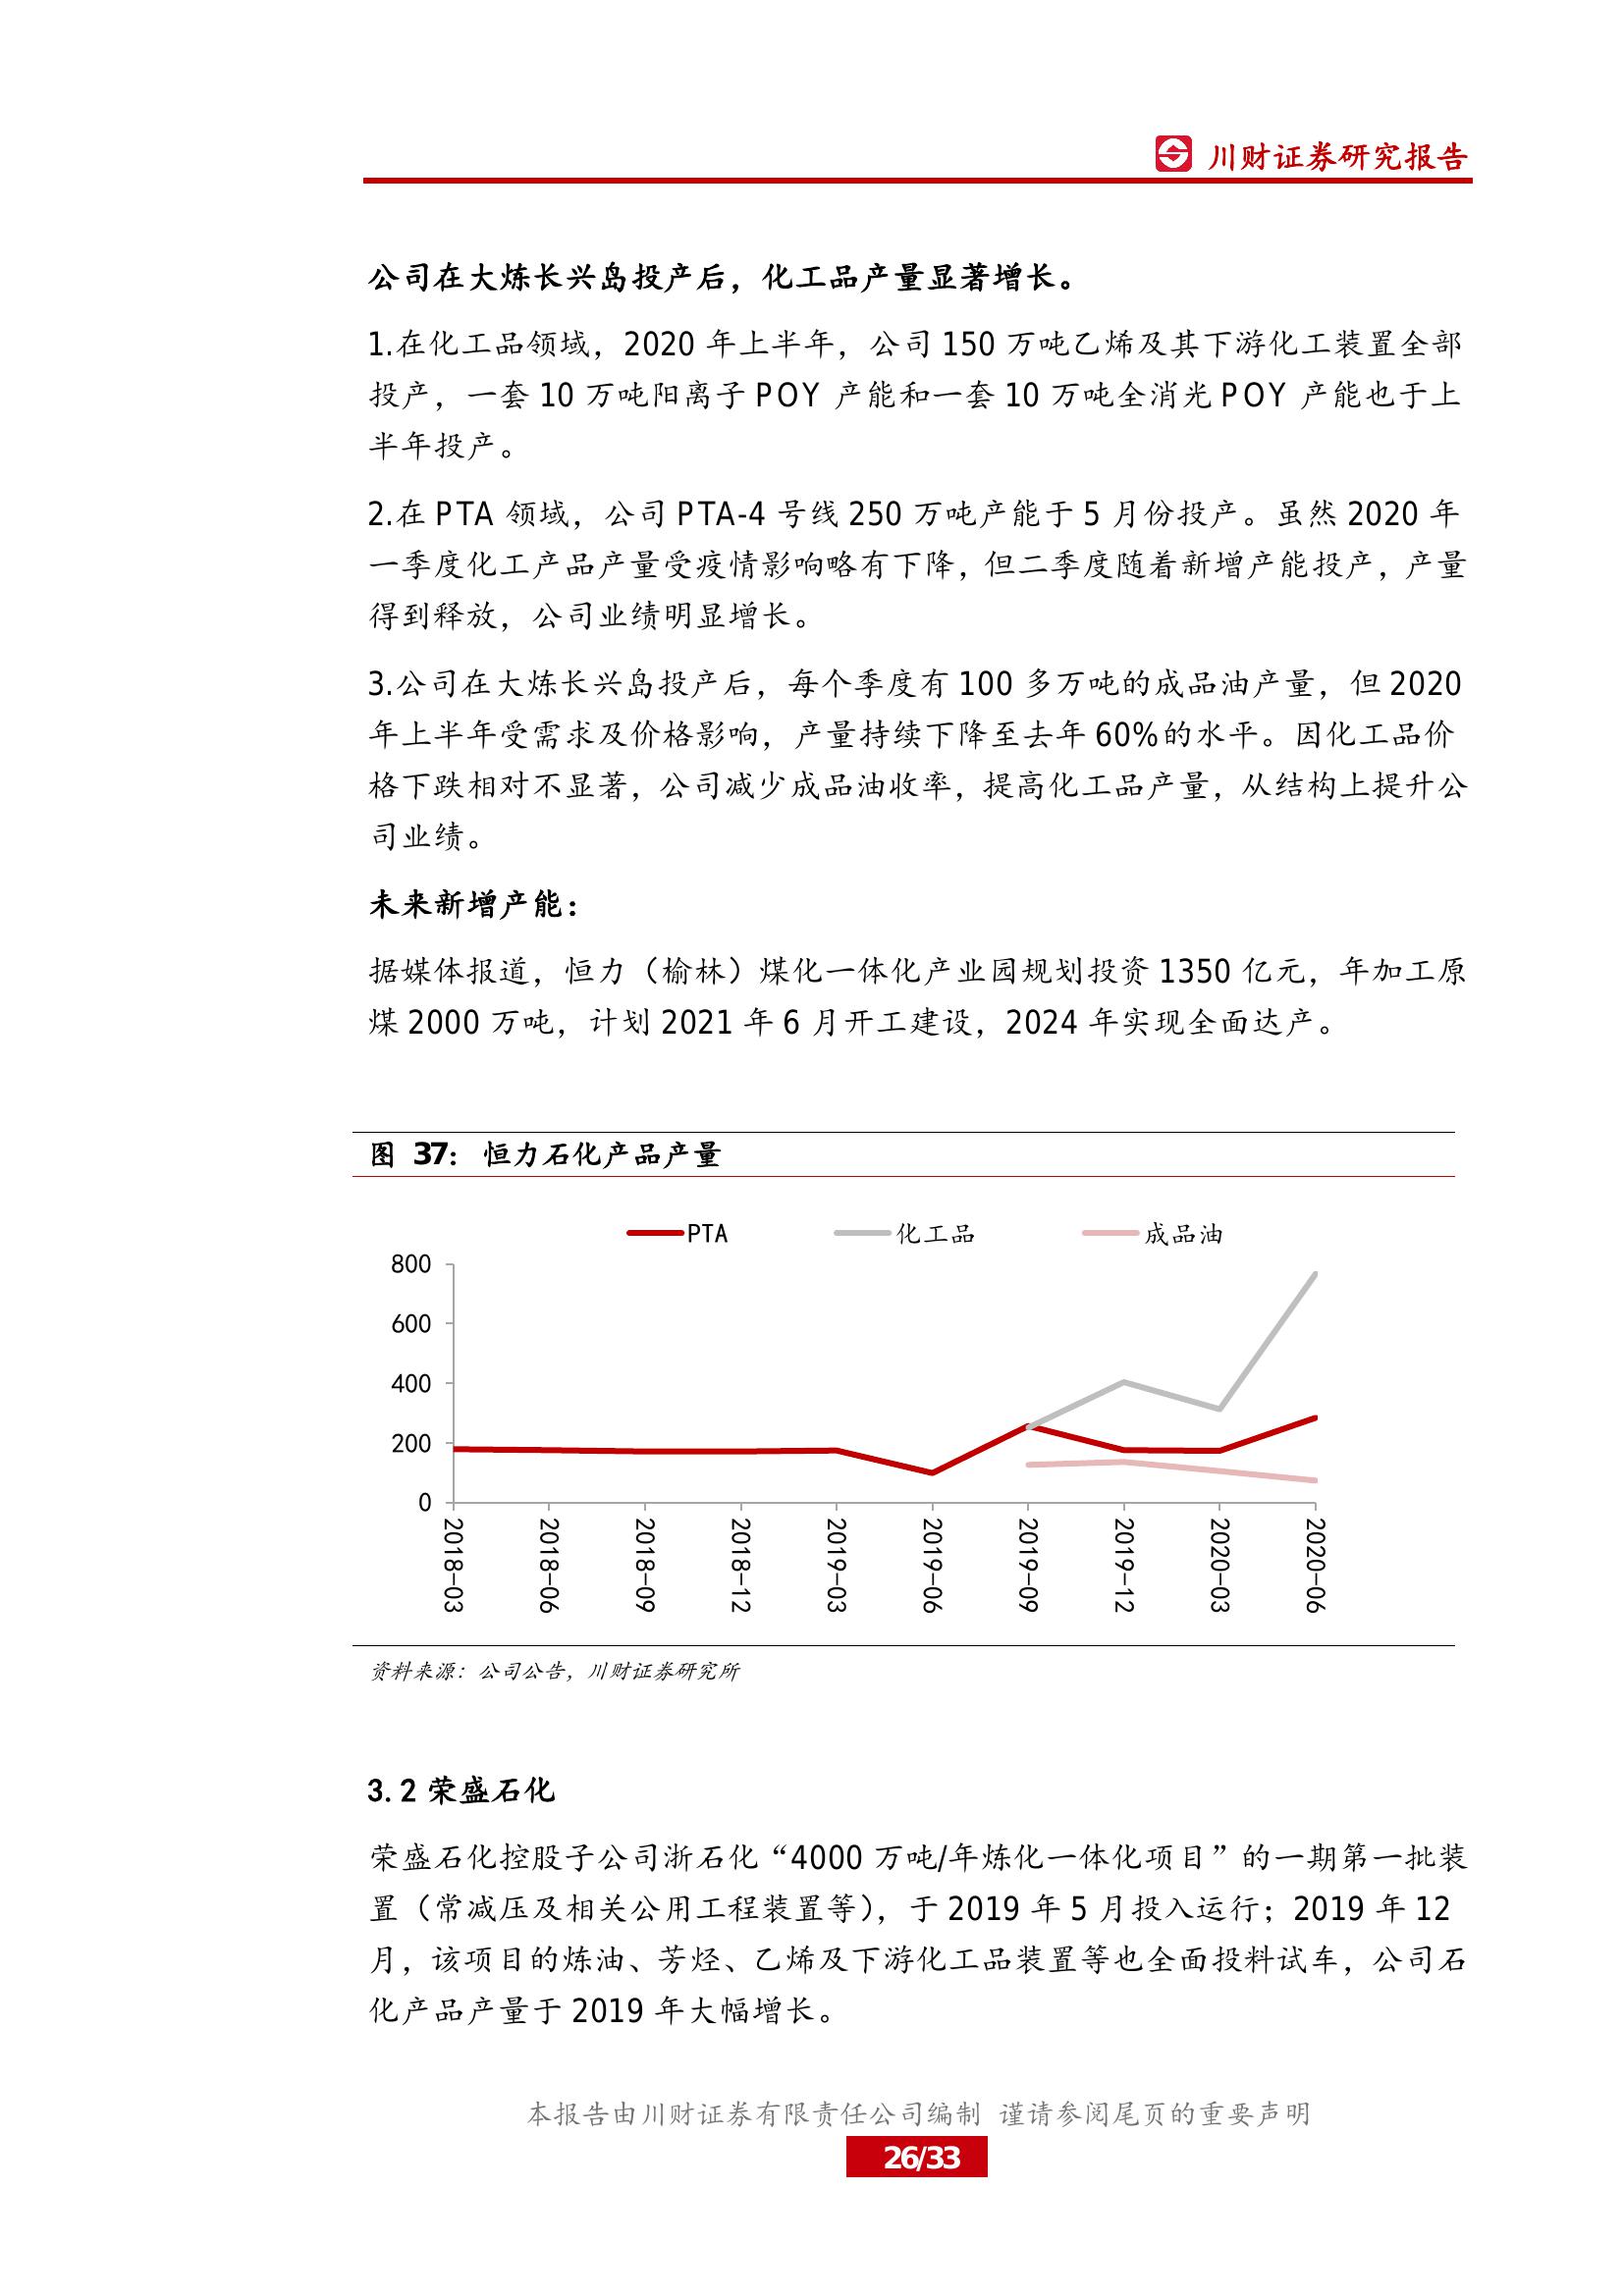 川财证券研究报告
公司在大炼长兴岛投产后，化工品产量显著增长。
1.在化工品领域，2020 年上半年，公司 150 万吨乙烯及其下游化工装置全部
投产，一套 10 万吨阳离子 POY 产能和一套 10 万吨全消光 POY 产能也于上
半年投产。
2.在 PTA 领域，公司 PTA-4 号线 250 万吨产能于 5 月份投产。虽然 2020 年
一季度化工产品产量受疫情影响略有下降，但二季度随着新增产能投产，产量
得到释放，公司业绩明显增长。
3.公司在大炼长兴岛投产后，每个季度有 100 多万吨的成品油产量，但 2020
年上半年受需求及价格影响，产量持续下降至去年 60%的水平。因化工品价
格下跌相对不显著，公司减少成品油收率，提高化工品产量，从结构上提升公
司业绩。
未来新增产能：
据媒体报道，恒力（榆林）煤化一体化产业园规划投资 1350 亿元，年加工原
煤 2000 万吨，计划 2021 年 6 月开工建设，2024 年实现全面达产。
图 37： 恒力石化产品产量
PTA 化工品 成品油
800
600
400
200
0
2018-03 2018-06 2018-09 2018-12 2019-03 2019-06 2019-09 2019-12 2020-03 2020-06
资料来源：公司公告，川财证券研究所
3.2 荣盛石化
荣盛石化控股子公司浙石化“4000 万吨/年炼化一体化项目”的一期第一批装
置（常减压及相关公用工程装置等），于 2019 年 5 月投入运行；2019 年 12
月，该项目的炼油、芳烃、乙烯及下游化工品装置等也全面投料试车，公司石
化产品产量于 2019 年大幅增长。
本报告由川财证券有限责任公司编制 谨请参阅尾页的重要声明
26/33